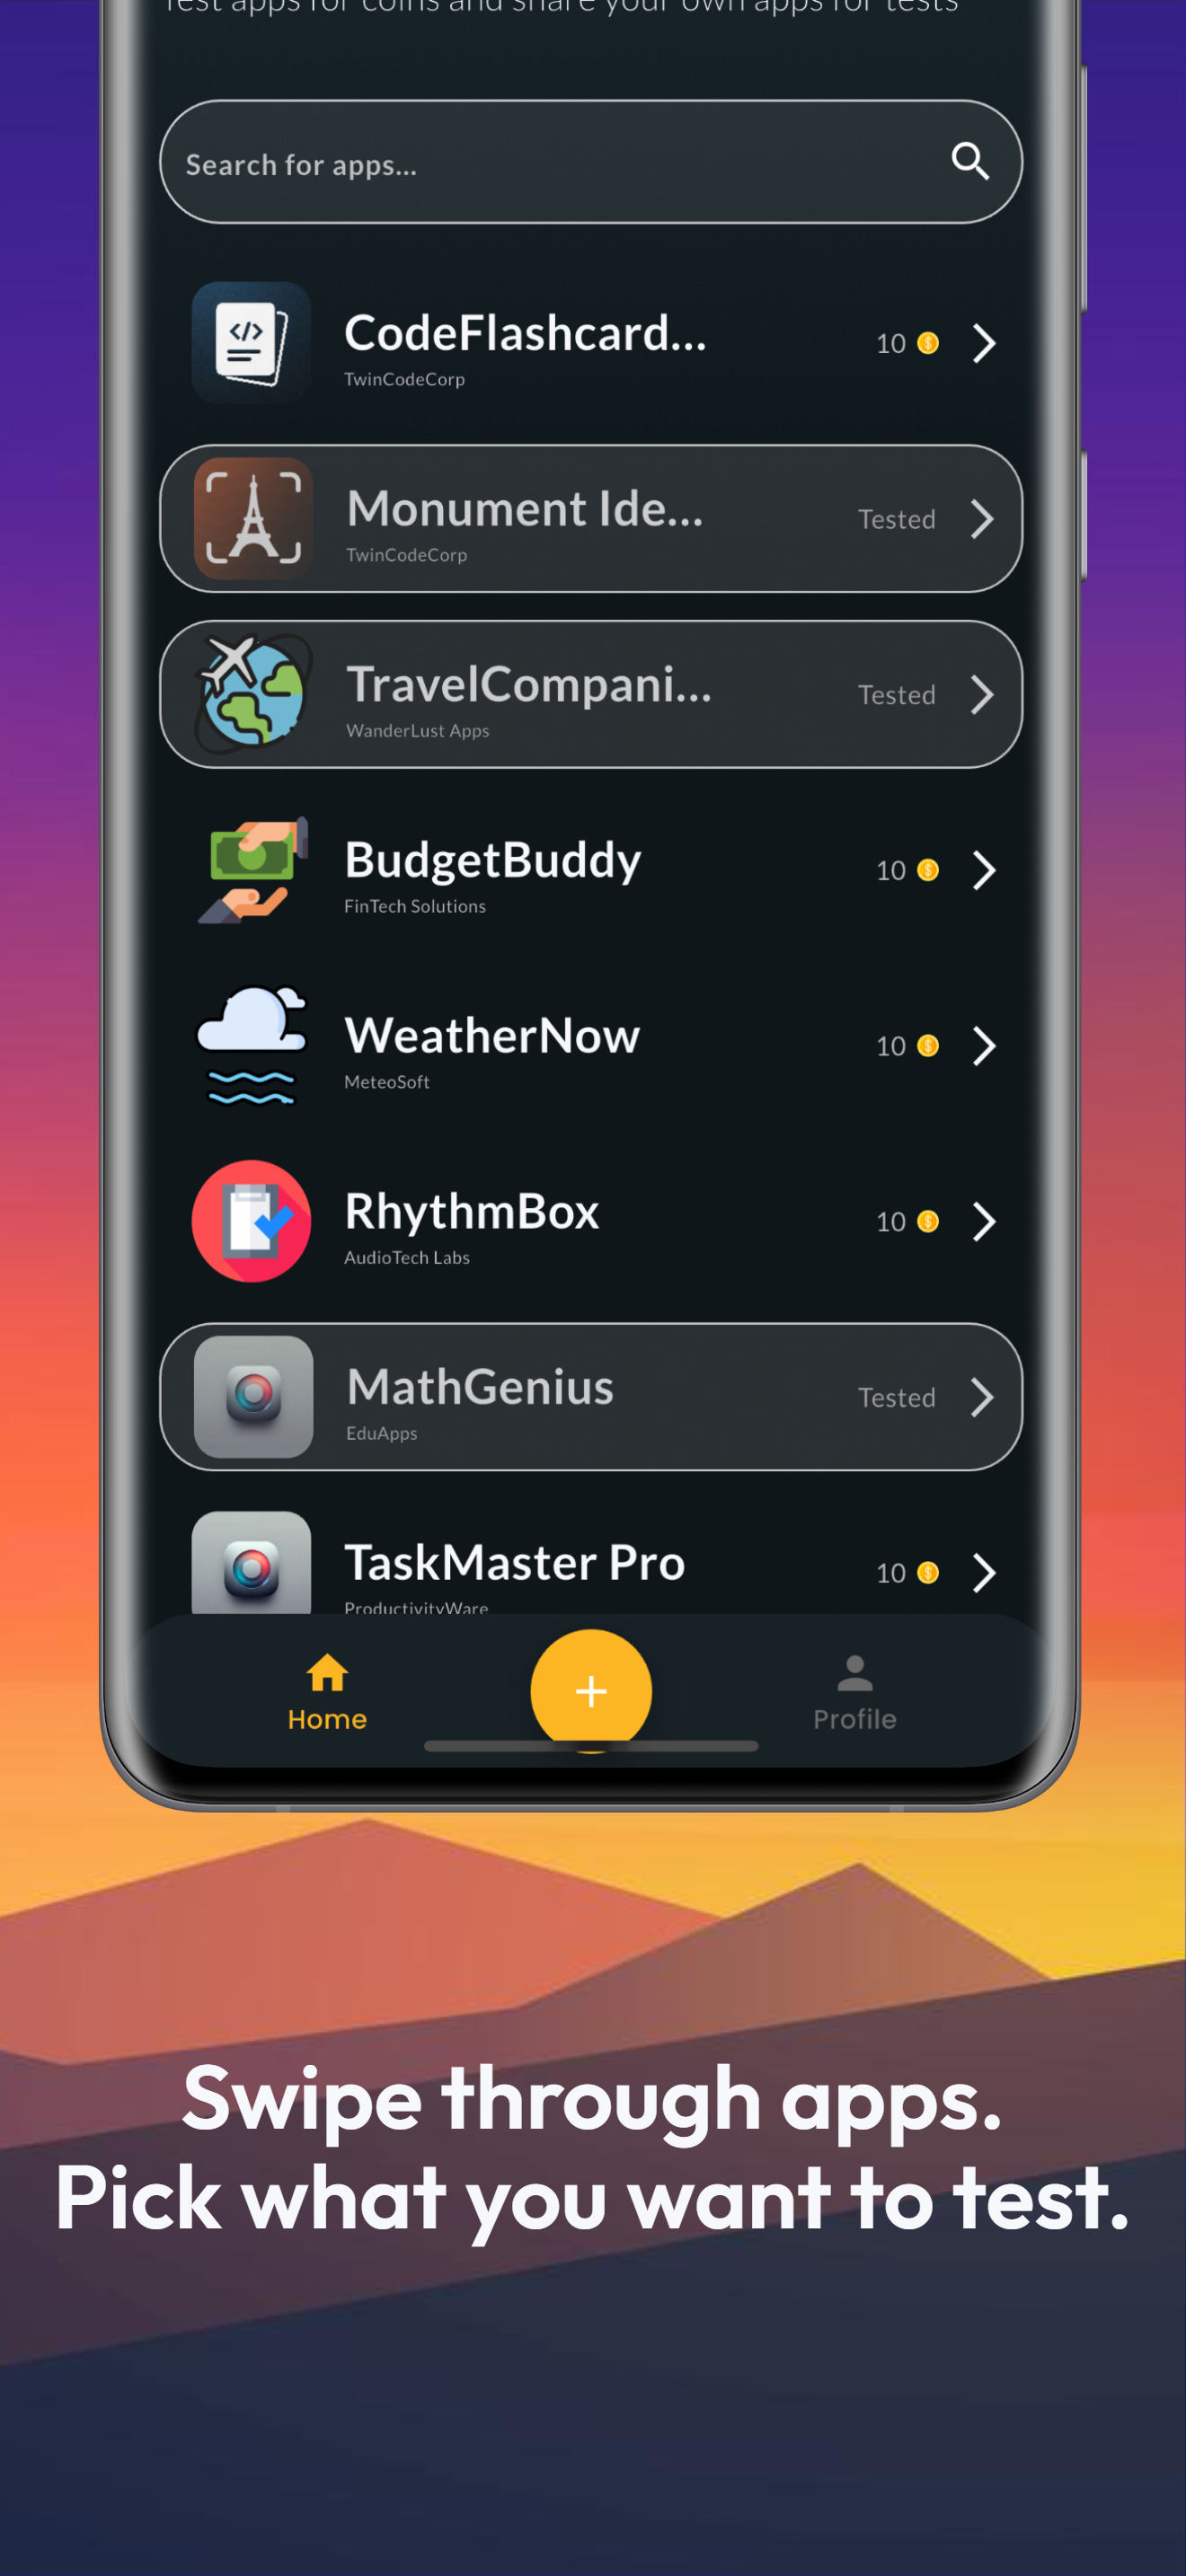 Test apps for coins and share your own apps for tests
Search for apps...
CodeFlashcard...
TwinCodeCorp
10
Monument Ide...
TwinCodeCorp
Tested
TravelCompani...
WanderLust Apps
Tested
BudgetBuddy
FinTech Solutions
10
WeatherNow
MeteoSoft
10
RhythmBox
AudioTech Labs
10
MathGenius
EduApps
Tested
TaskMaster Pro
ProductivityWare
10
Home
+
Profile
Swipe through apps.
Pick what you want to test.